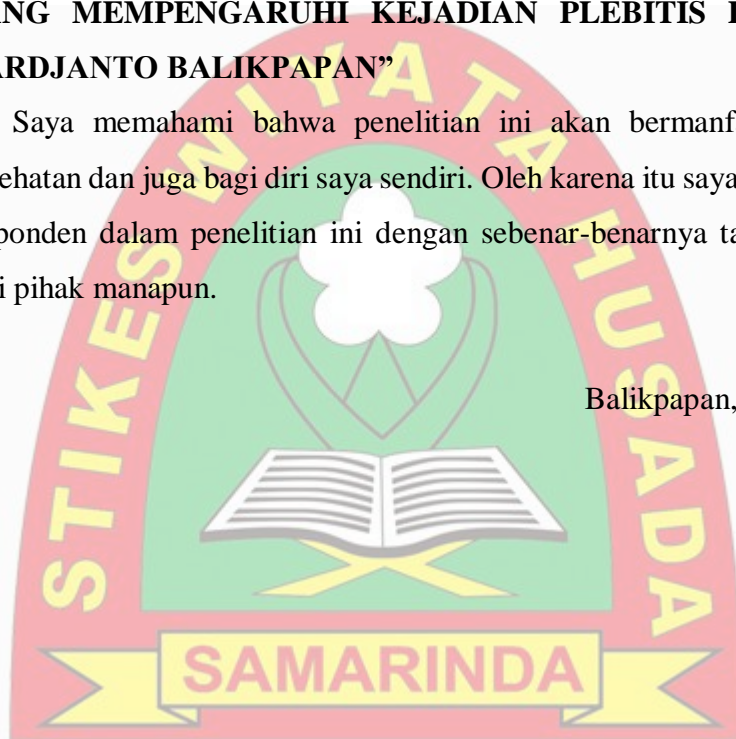 ANG MEMPENGARUHI KEJADIAN PLEBITIS
ARDJANTO BALIKPAPAN”
Saya memahami bahwa penelitian ini akan bermanf
ehatan dan juga bagi diri saya sendiri. Oleh karena itu saya
ponden dalam penelitian ini dengan sebenar-benarnya ta
i pihak manapun.
Balikpapan,
STIKES WIYATA HUSADA
SAMARINDA